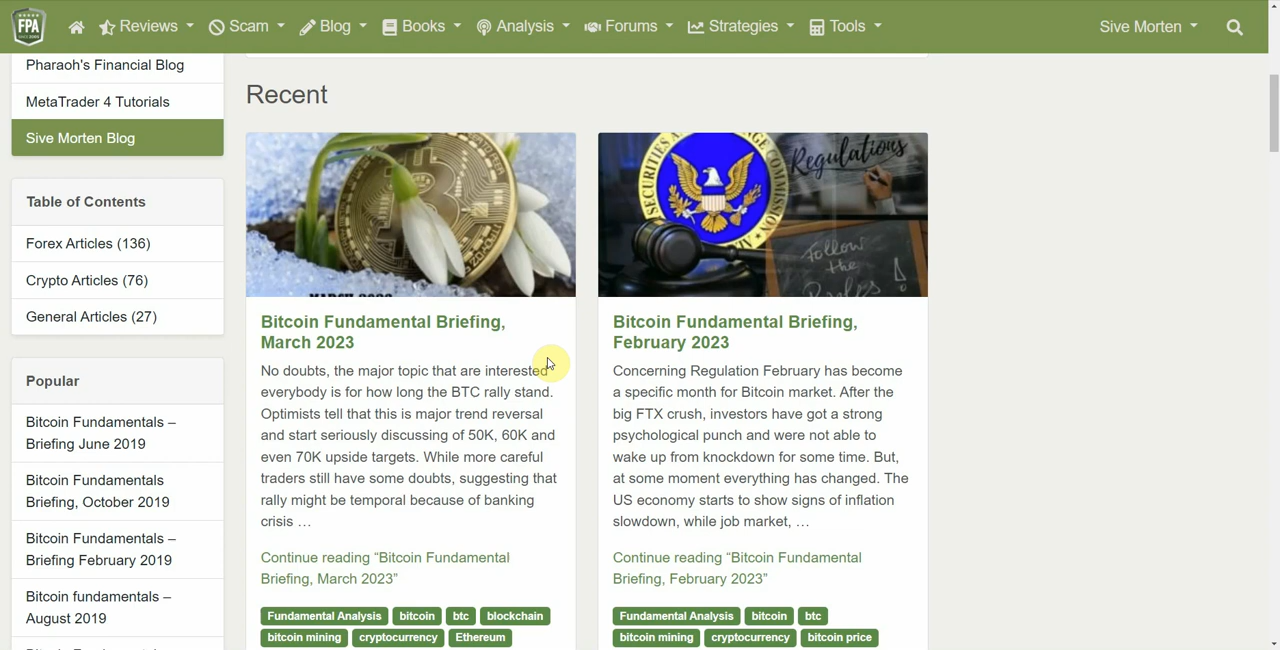 FPA
Reviews
Scam
Blog
Books
Analysis
Forums
Strategies
Tools
Sive Morten
Pharaoh's Financial Blog
MetaTrader 4 Tutorials
Sive Morten Blog
Table of Contents
Forex Articles (136)
Crypto Articles (76)
General Articles (27)
Popular
Bitcoin Fundamentals –
Briefing June 2019
Bitcoin Fundamentals
Briefing, October 2019
Bitcoin Fundamentals –
Briefing February 2019
Bitcoin fundamentals –
August 2019
Recent
Bitcoin Fundamental Briefing,
March 2023
No doubts, the major topic that are interested
everybody is for how long the BTC rally stand.
Optimists tell that this is major trend reversal
and start seriously discussing of 50K, 60K and
even 70K upside targets. While more careful
traders still have some doubts, suggesting that
rally might be temporal because of banking
crisis …
Continue reading “Bitcoin Fundamental
Briefing, March 2023”
Fundamental Analysis bitcoin btc blockchain
bitcoin mining cryptocurrency Ethereum
Regulations
Follow
the
Rules!
Bitcoin Fundamental Briefing,
February 2023
Concerning Regulation February has become
a specific month for Bitcoin market. After the
big FTX crush, investors have got a strong
psychological punch and were not able to
wake up from knockdown for some time. But,
at some moment everything has changed. The
US economy starts to show signs of inflation
slowdown, while job market, …
Continue reading “Bitcoin Fundamental
Briefing, February 2023”
Fundamental Analysis bitcoin btc
bitcoin mining cryptocurrency bitcoin price